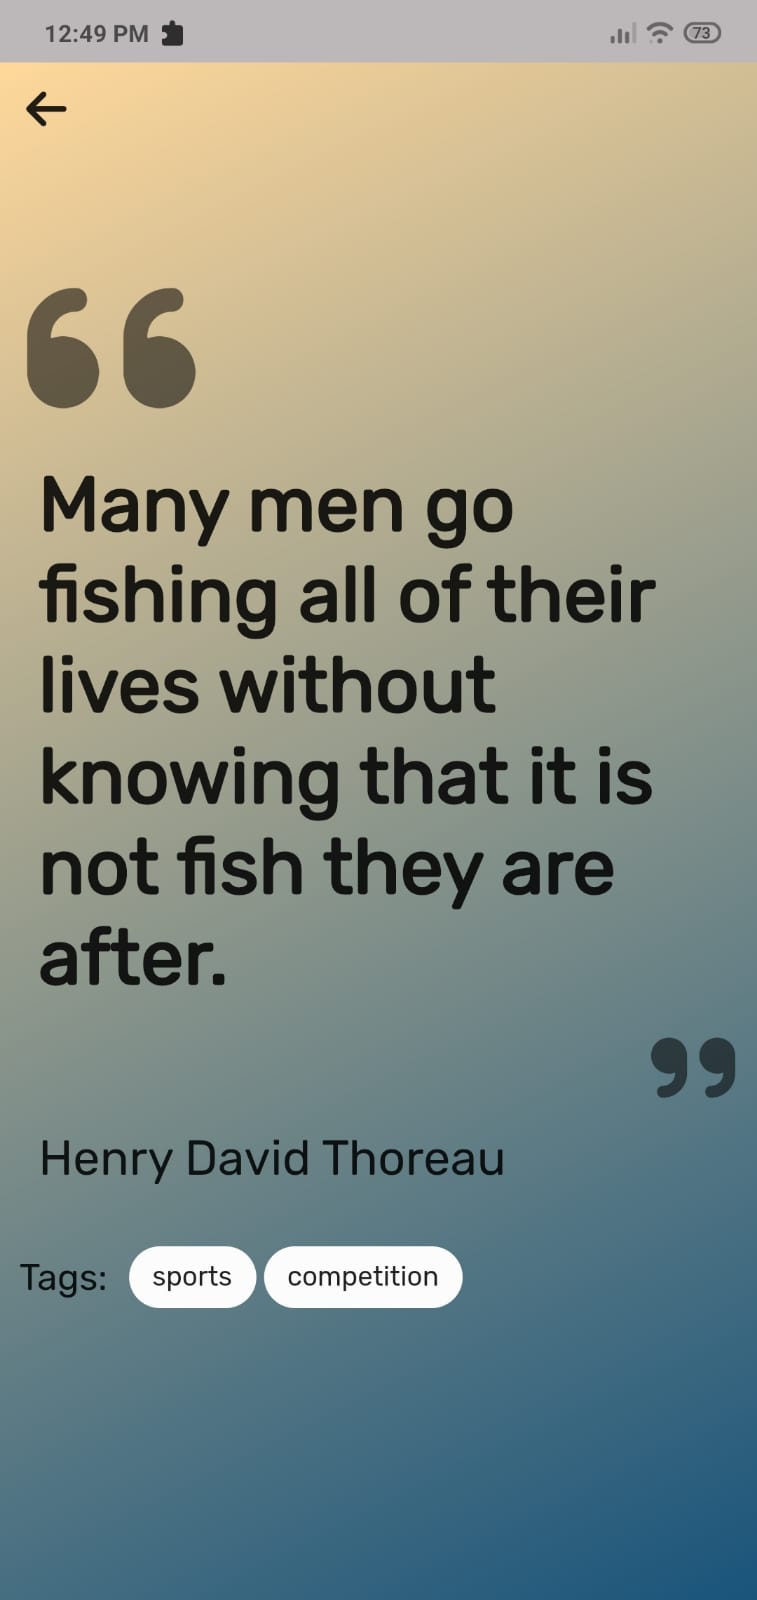 12:49 PM
73
“
Many men go
fishing all of their
lives without
knowing that it is
not fish they are
after.
”
Henry David Thoreau
Tags: sports competition